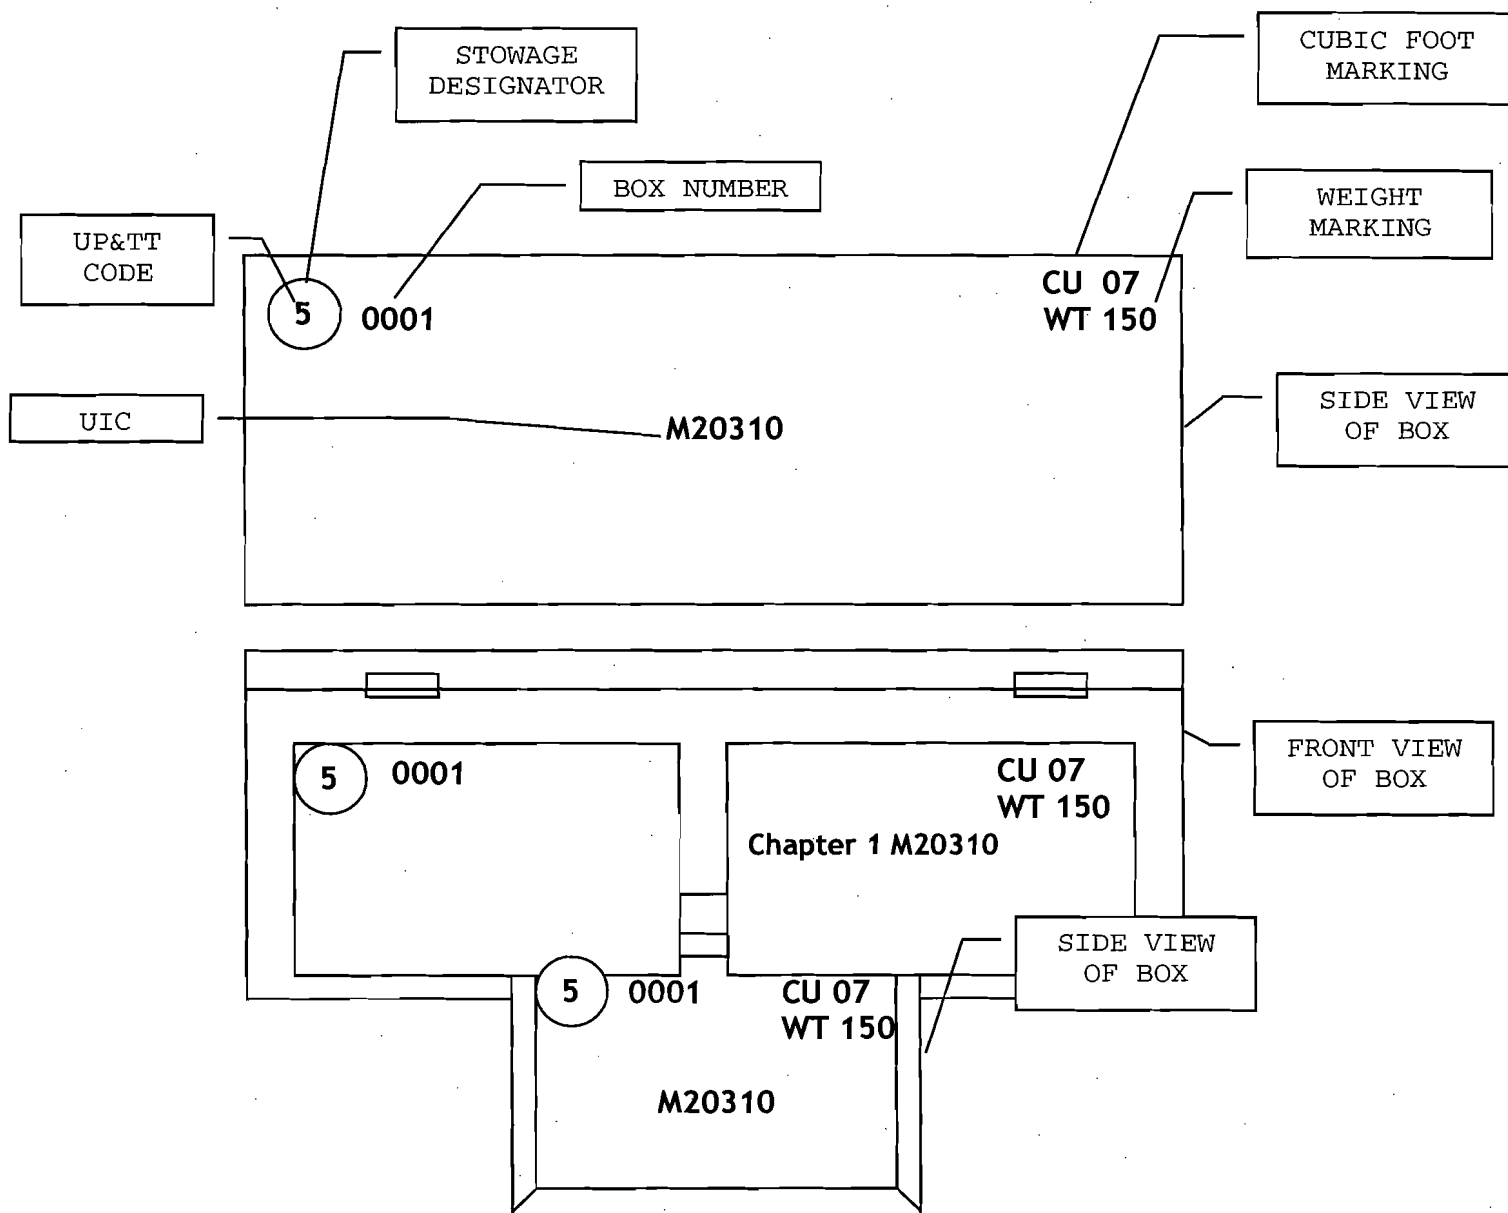 STOWAGE
DESIGNATOR
CUBIC FOOT
MARKING
BOX NUMBER
WEIGHT
MARKING
UP&TT
CODE
5
0001
CU 07
WT 150
UIC
M20310
SIDE VIEW
OF BOX
5
0001
CU 07
WT 150
FRONT VIEW
OF BOX
Chapter 1 M20310
SIDE VIEW
OF BOX
5
0001
CU 07
WT 150
M20310